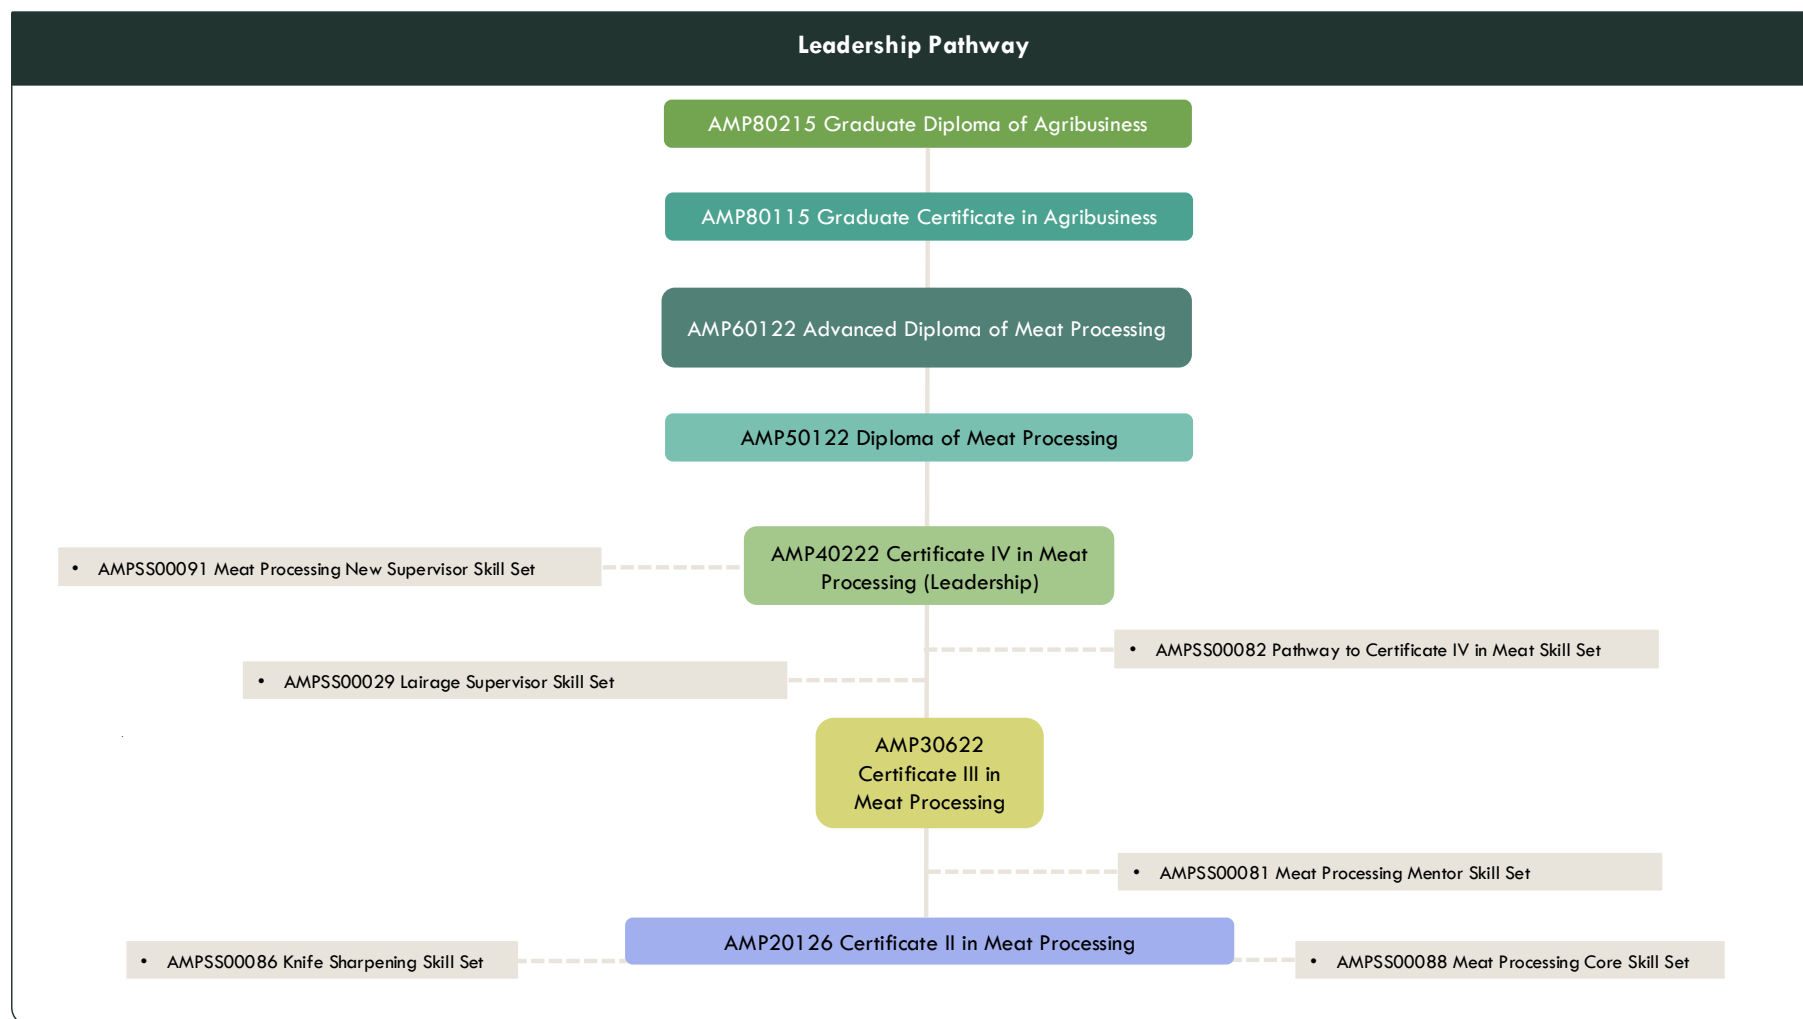 Leadership Pathway
AMP80215 Graduate Diploma of Agribusiness
AMP80115 Graduate Certificate in Agribusiness
AMP60122 Advanced Diploma of Meat Processing
AMP50122 Diploma of Meat Processing
AMP40222 Certificate IV in Meat
Processing (Leadership)
• AMPSS00091 Meat Processing New Supervisor Skill Set
• AMPSS00082 Pathway to Certificate IV in Meat Skill Set
• AMPSS00029 Lairage Supervisor Skill Set
AMP30622
Certificate III in
Meat Processing
• AMPSS00081 Meat Processing Mentor Skill Set
AMP20126 Certificate II in Meat Processing
• AMPSS00086 Knife Sharpening Skill Set
• AMPSS00088 Meat Processing Core Skill Set